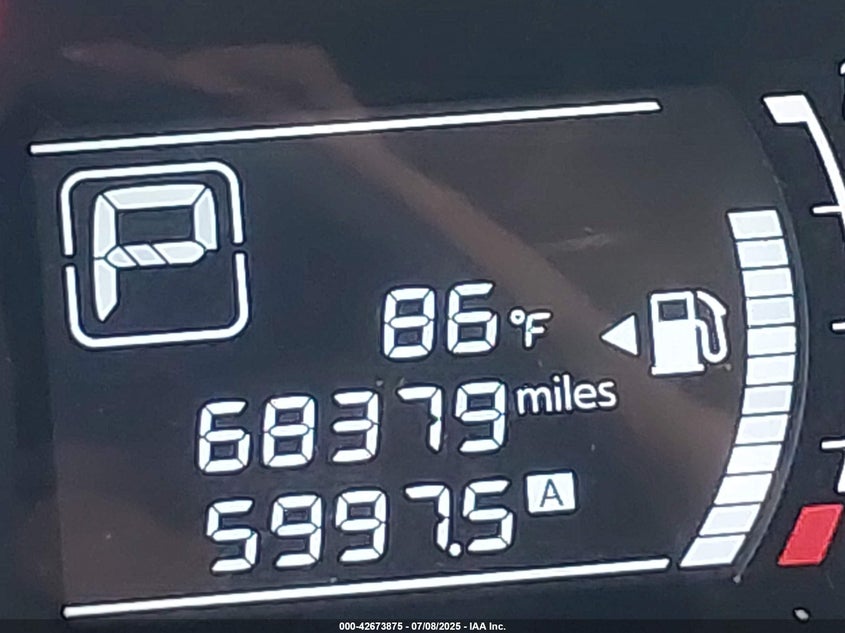 P
86 °F
68379 miles
5997.5 A
000-42673875 - 07/08/2025 - IAA Inc.